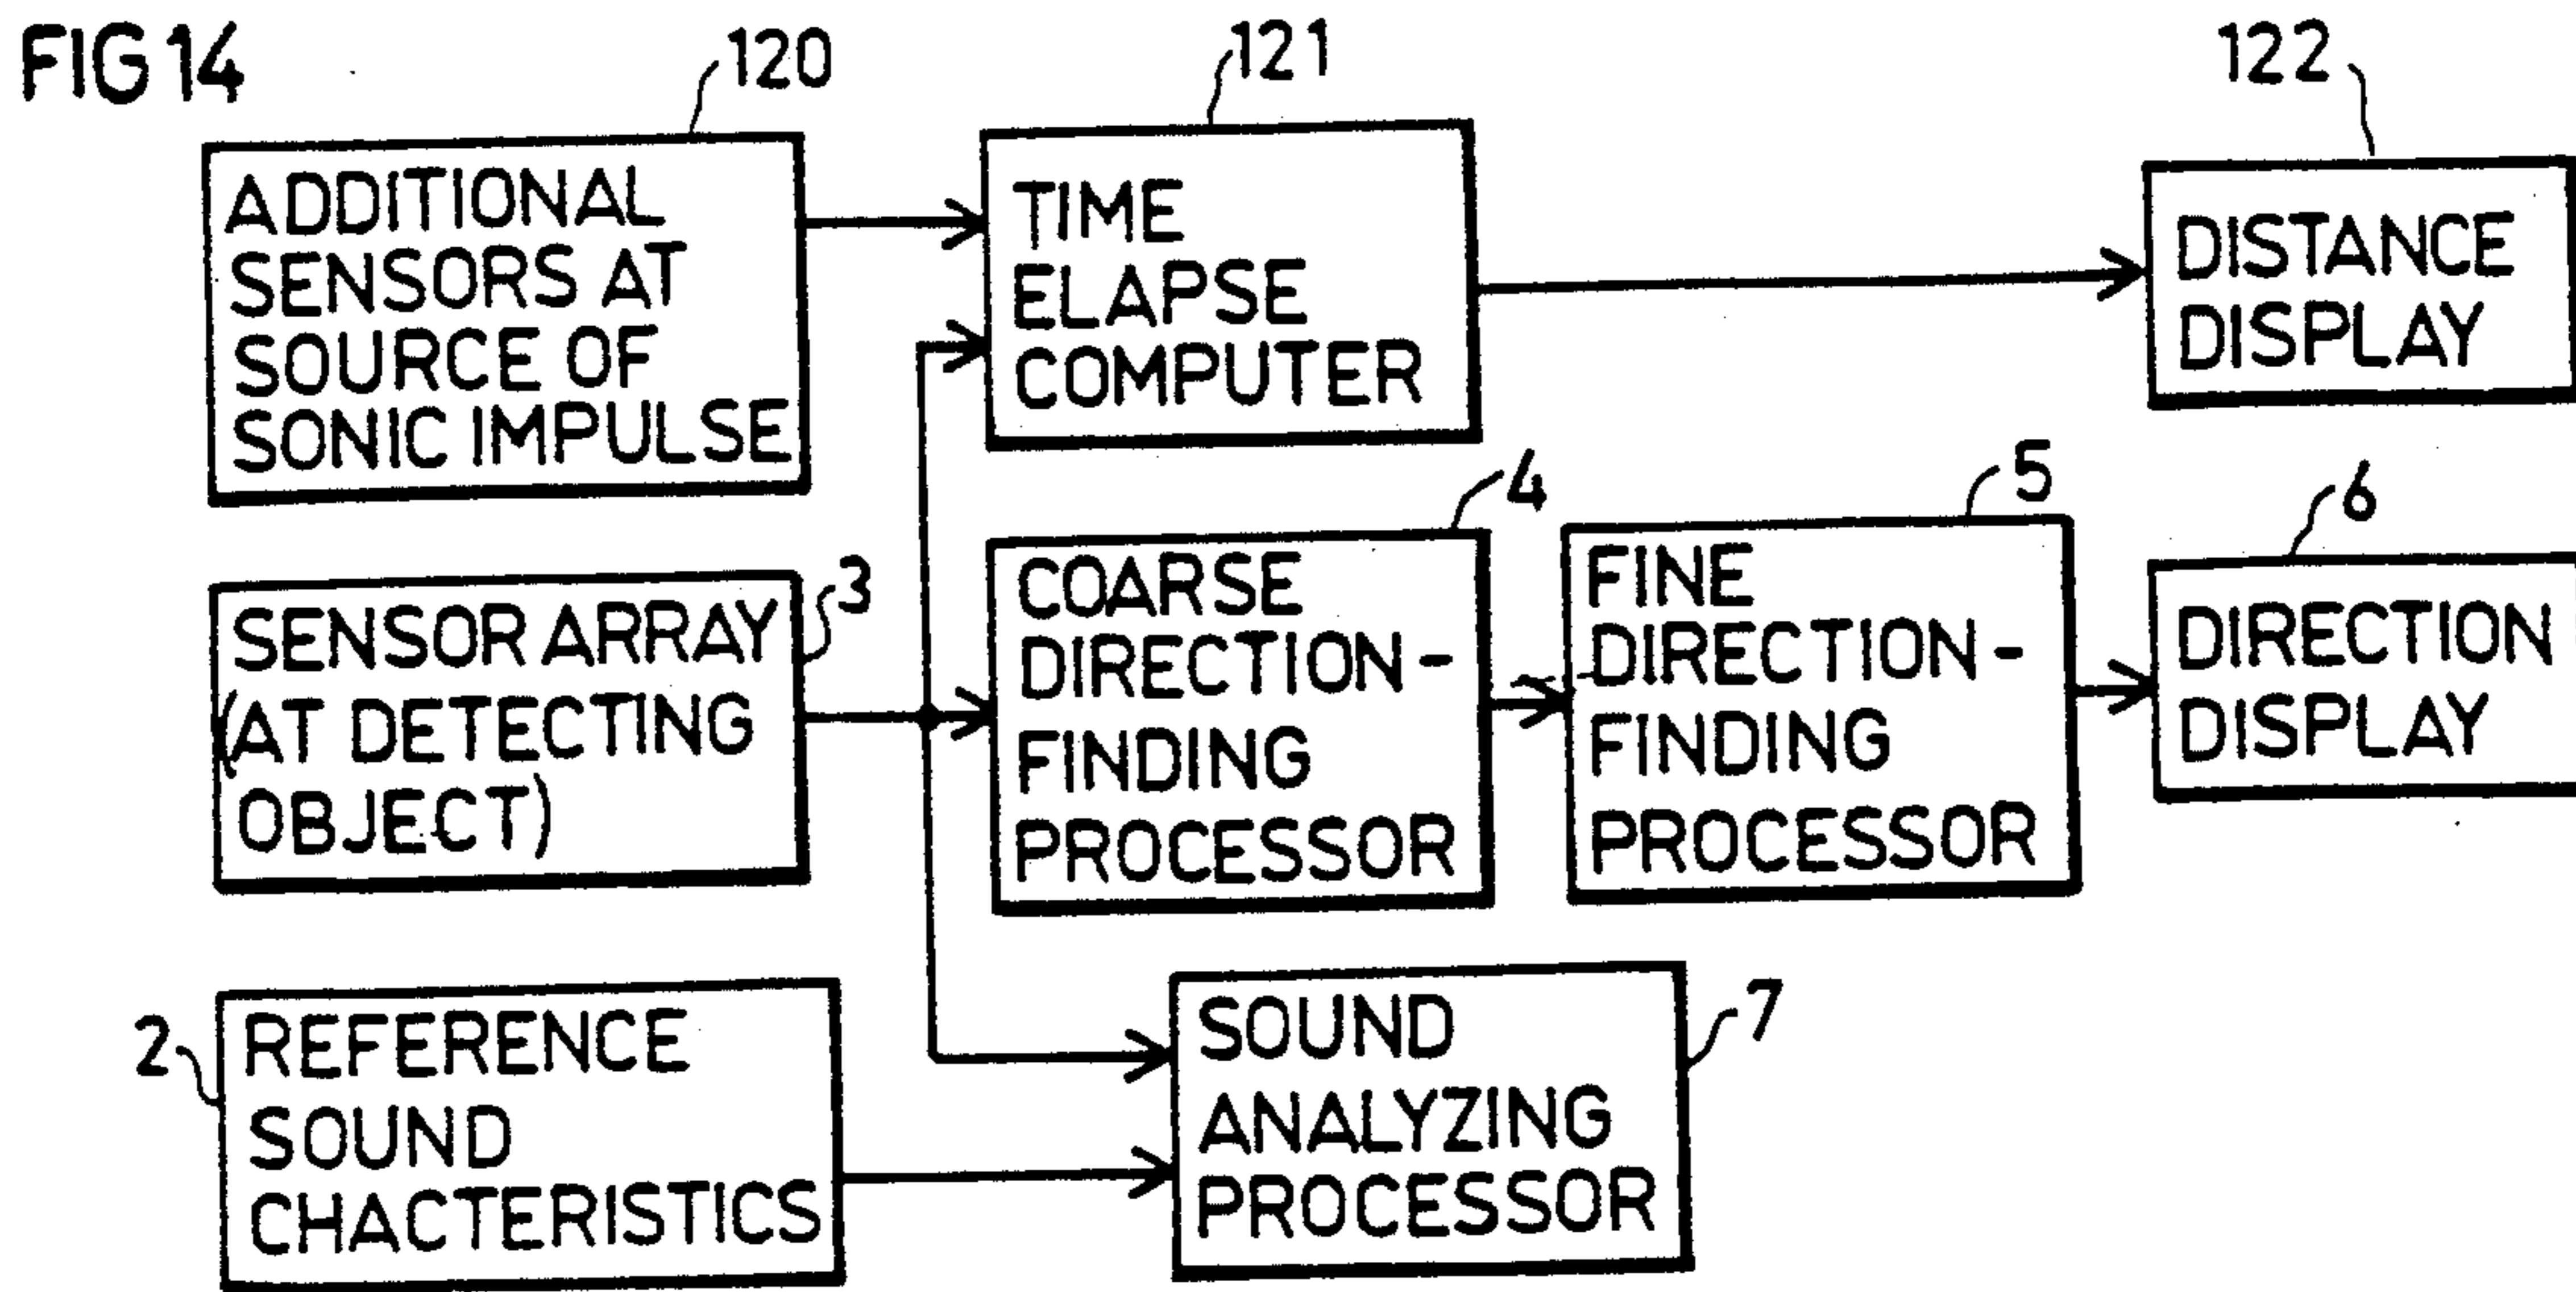 FIG 14
120
121
122
ADDITIONAL
SENSORS AT
SOURCE OF
SONIC IMPULSE
TIME
ELAPSE
COMPUTER
DISTANCE
DISPLAY
3
SENSOR ARRAY
(AT DETECTING
OBJECT)
4
COARSE
DIRECTION-
FINDING
PROCESSOR
5
FINE
DIRECTION-
FINDING
PROCESSOR
6
DIRECTION
DISPLAY
2
REFERENCE
SOUND
CHACTERISTICS
7
SOUND
ANALYZING
PROCESSOR